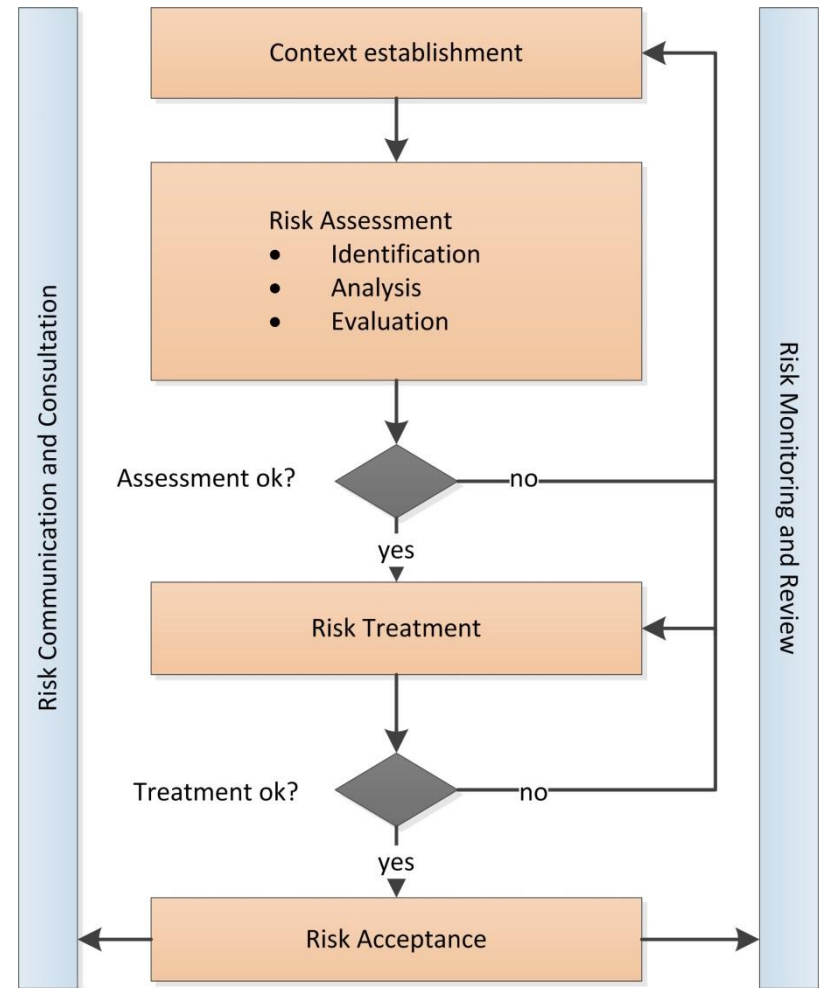 Context establishment
Risk Assessment
• Identification
• Analysis
• Evaluation
Assessment ok?
no
yes
Risk Treatment
Treatment ok?
no
yes
Risk Acceptance
Risk Communication and Consultation
Risk Monitoring and Review